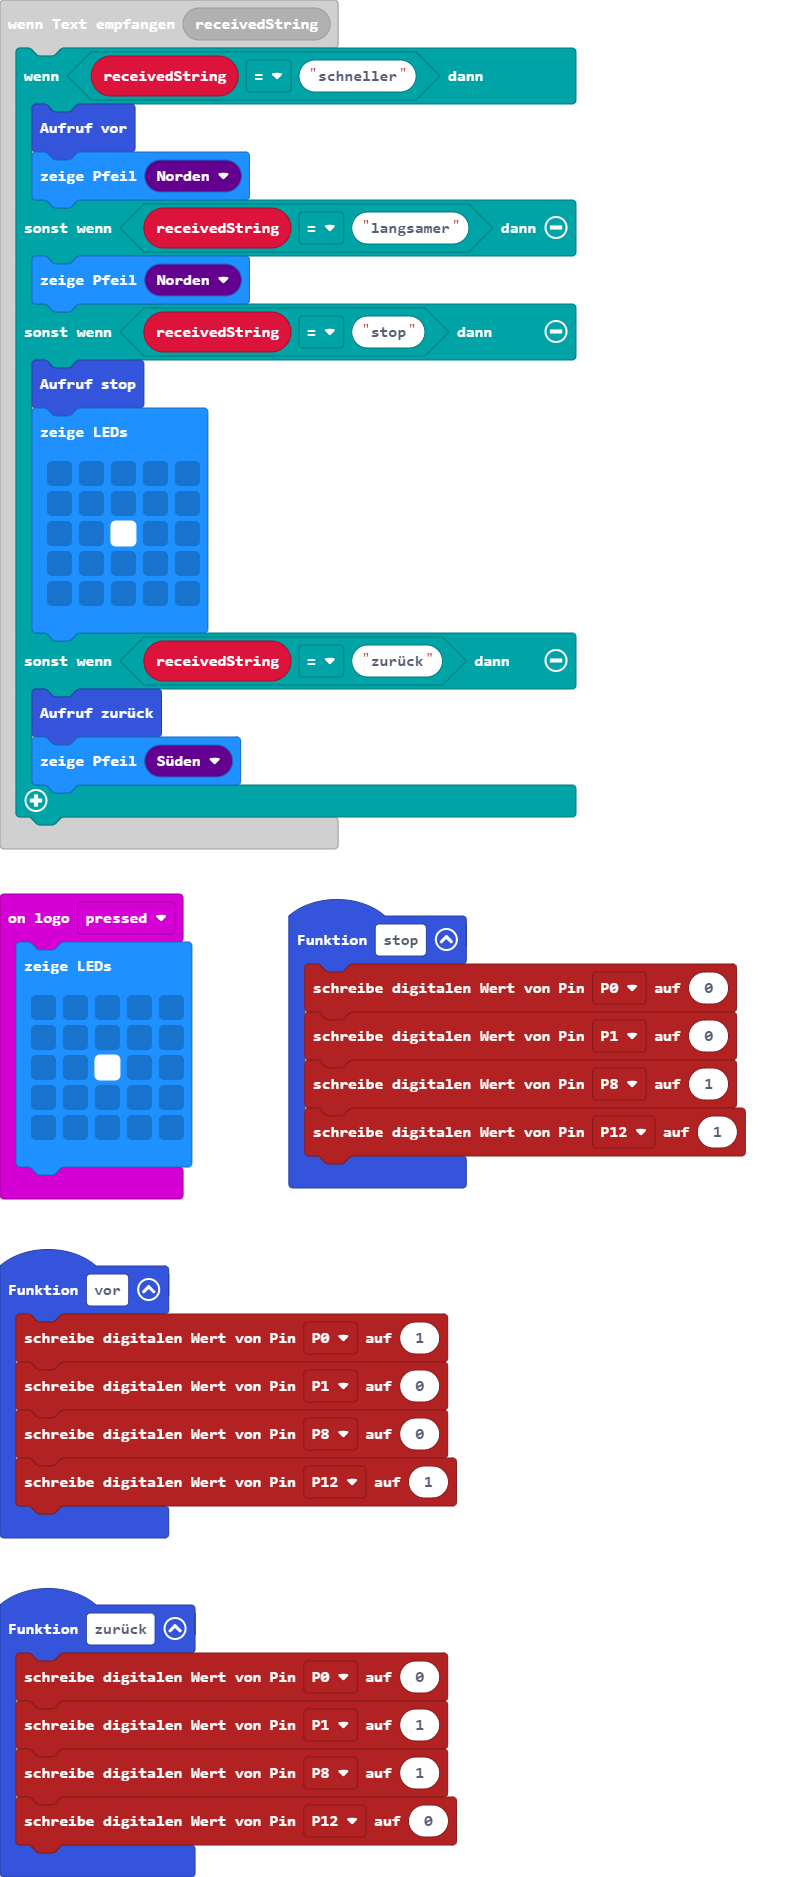 wenn Text empfangen receivedString
wenn receivedString = "schneller" dann
Aufruf vor
zeige Pfeil Norden
sonst wenn receivedString = "langsamer" dann
zeige Pfeil Norden
sonst wenn receivedString = "stop" dann
Aufruf stop
zeige LEDs
sonst wenn receivedString = "zurück" dann
Aufruf zurück
zeige Pfeil Süden
on logo pressed
zeige LEDs
Funktion stop
schreibe digitalen Wert von Pin P0 auf 0
schreibe digitalen Wert von Pin P1 auf 0
schreibe digitalen Wert von Pin P8 auf 1
schreibe digitalen Wert von Pin P12 auf 1
Funktion vor
schreibe digitalen Wert von Pin P0 auf 1
schreibe digitalen Wert von Pin P1 auf 0
schreibe digitalen Wert von Pin P8 auf 0
schreibe digitalen Wert von Pin P12 auf 1
Funktion zurück
schreibe digitalen Wert von Pin P0 auf 0
schreibe digitalen Wert von Pin P1 auf 1
schreibe digitalen Wert von Pin P8 auf 1
schreibe digitalen Wert von Pin P12 auf 0